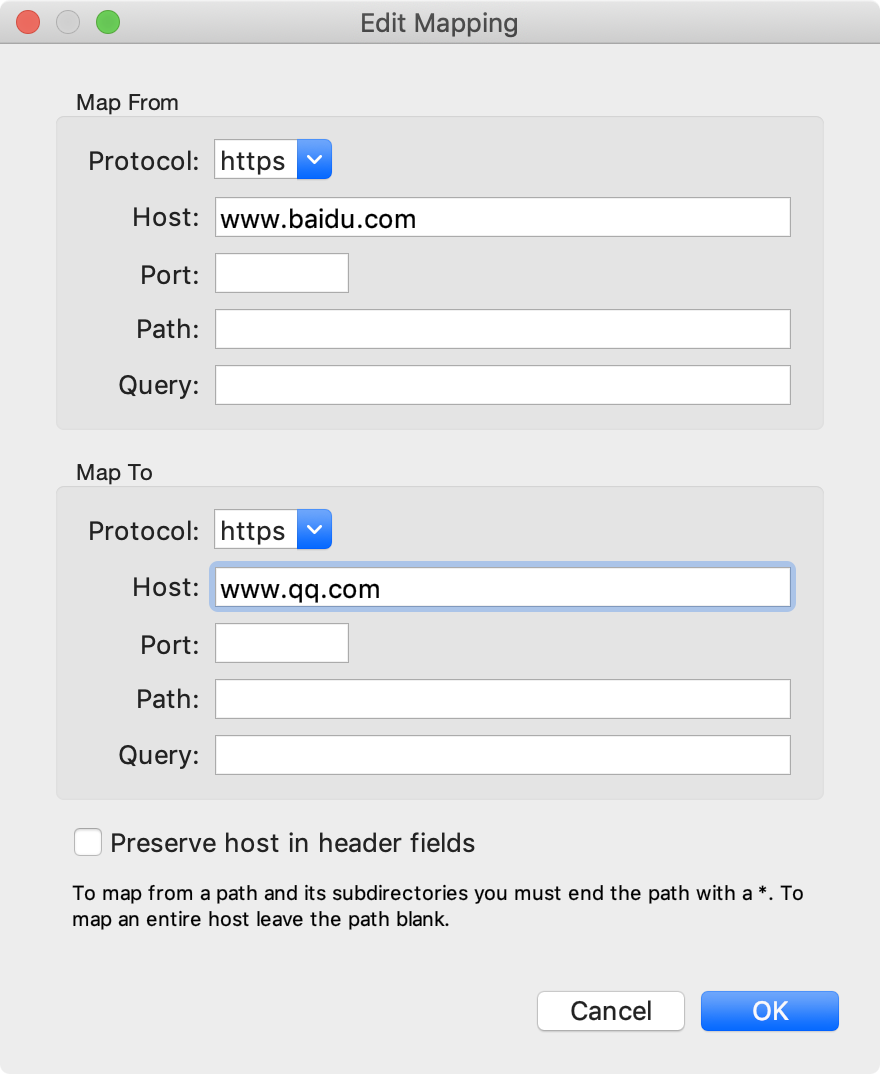 Edit Mapping
Map From
Protocol: https
Host: www.baidu.com
Port:
Path:
Query:
Map To
Protocol: https
Host: www.qq.com
Port:
Path:
Query:
Preserve host in header fields
To map from a path and its subdirectories you must end the path with a *. To
map an entire host leave the path blank.
Cancel OK